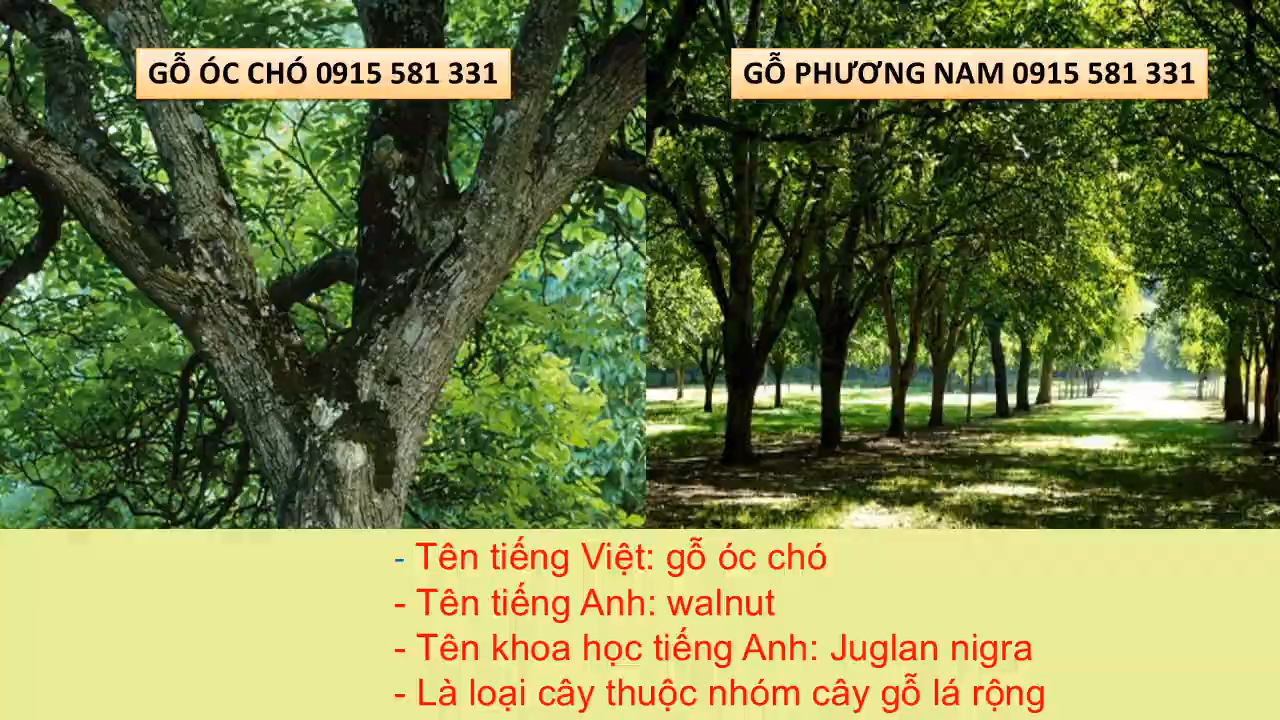 GỖ ÓC CHÓ 0915 581 331
GỖ PHƯƠNG NAM 0915 581 331
- Tên tiếng Việt: gỗ óc chó
- Tên tiếng Anh: walnut
- Tên khoa học tiếng Anh: Juglan nigra
- Là loại cây thuộc nhóm cây gỗ lá rộng